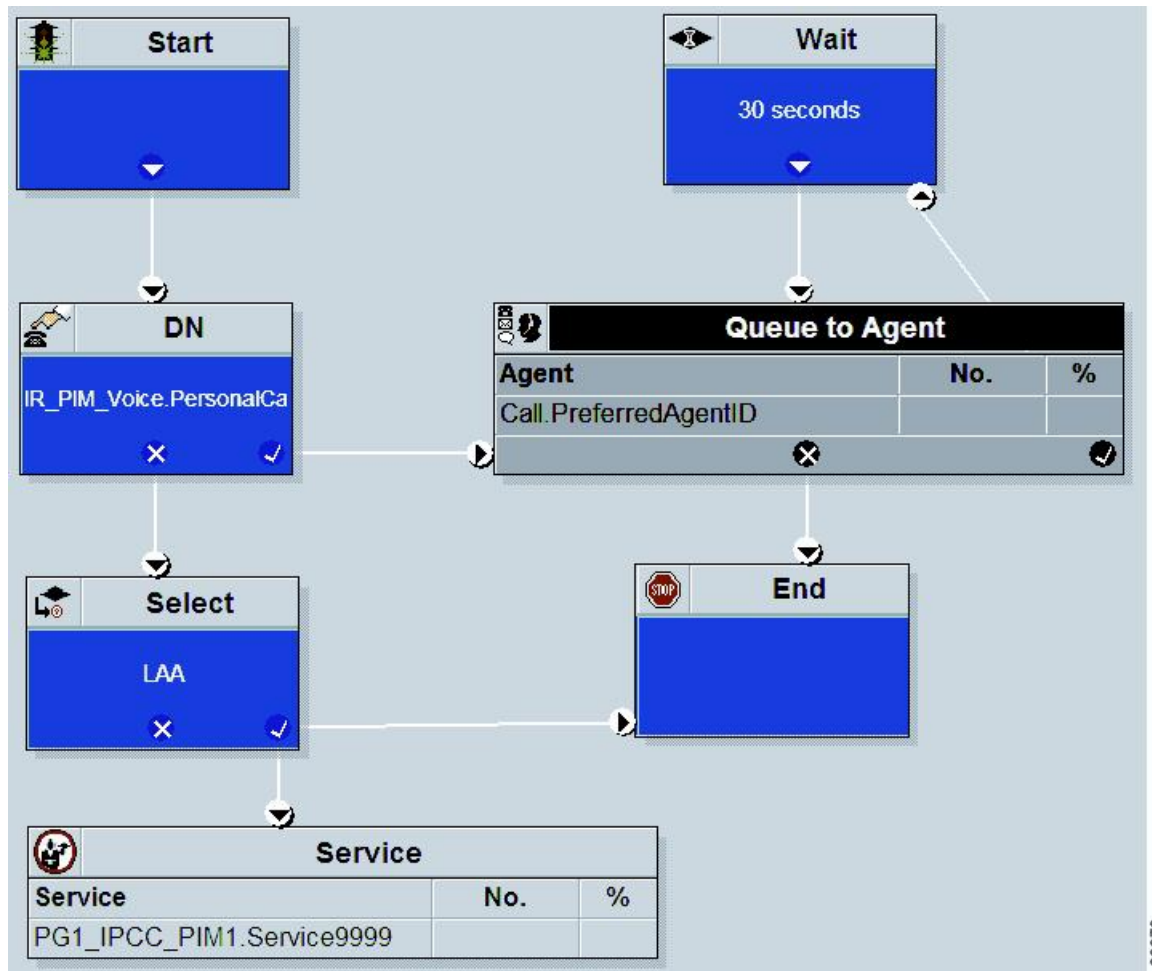 Start
Wait
30 seconds
DN
IR_PIM_Voice.PersonalCa
Queue to Agent
Agent No. %
Call.PreferredAgentID
Select
LAA
End
STOP
Service
Service No. %
PG1_IPCC_PIM1.Service9999